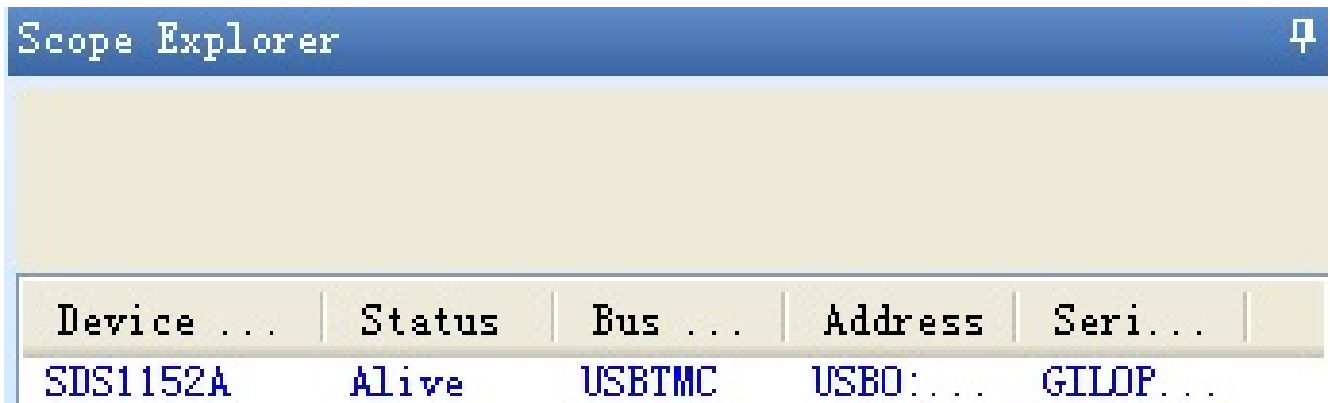 Scope Explorer
Device ... Status Bus ... Address Seri...
SDS1152A Alive USBTMC USB0:... GILOP...